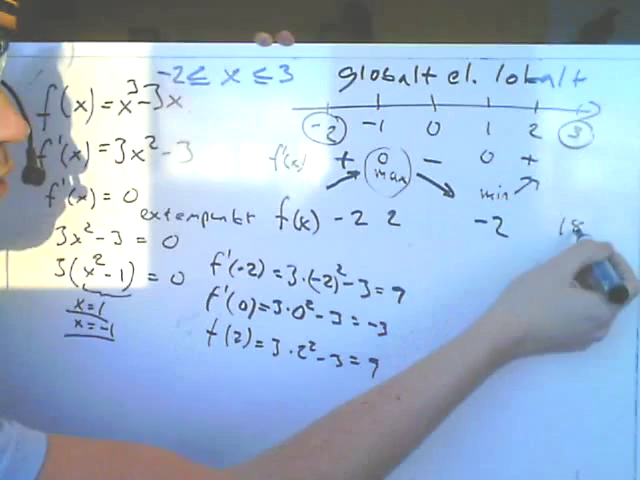 -2 ≤ x ≤ 3
globalt el. lokalt
f(x) = x³-3x
-2 -1 0 1 2 3
f'(x) = 3x² - 3
f'(x) + 0 - 0 +
max min
f'(x) = 0
extempunkt f(x) -2 2 -2 18
3x² - 3 = 0
3(x² - 1) = 0
x = 1
x = -1
f'(-2) = 3·(-2)² - 3 = 9
f'(0) = 3·0² - 3 = -3
f'(2) = 3·2² - 3 = 9